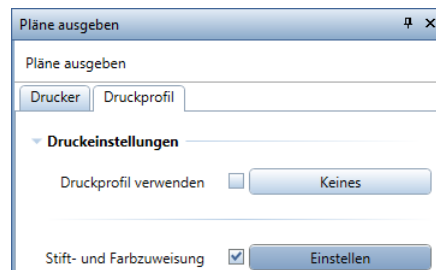 Pläne ausgeben
Pläne ausgeben
Drucker Druckprofil
Druckeinstellungen
Druckprofil verwenden Keines
Stift- und Farbzuweisung Einstellen